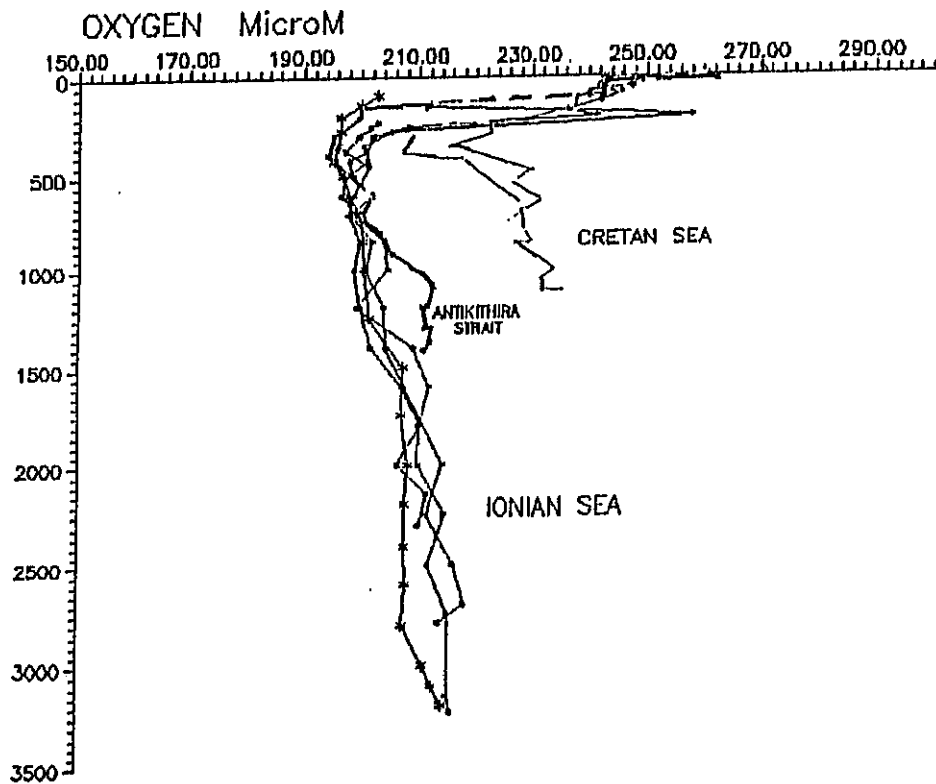 OXYGEN MicroM
150.00 170.00 190.00 210.00 230.00 250.00 270.00 290.00
0
500
CRETAN SEA
1000
ANTIKITHIRA
STRAIT
1500
2000
IONIAN SEA
2500
3000
3500